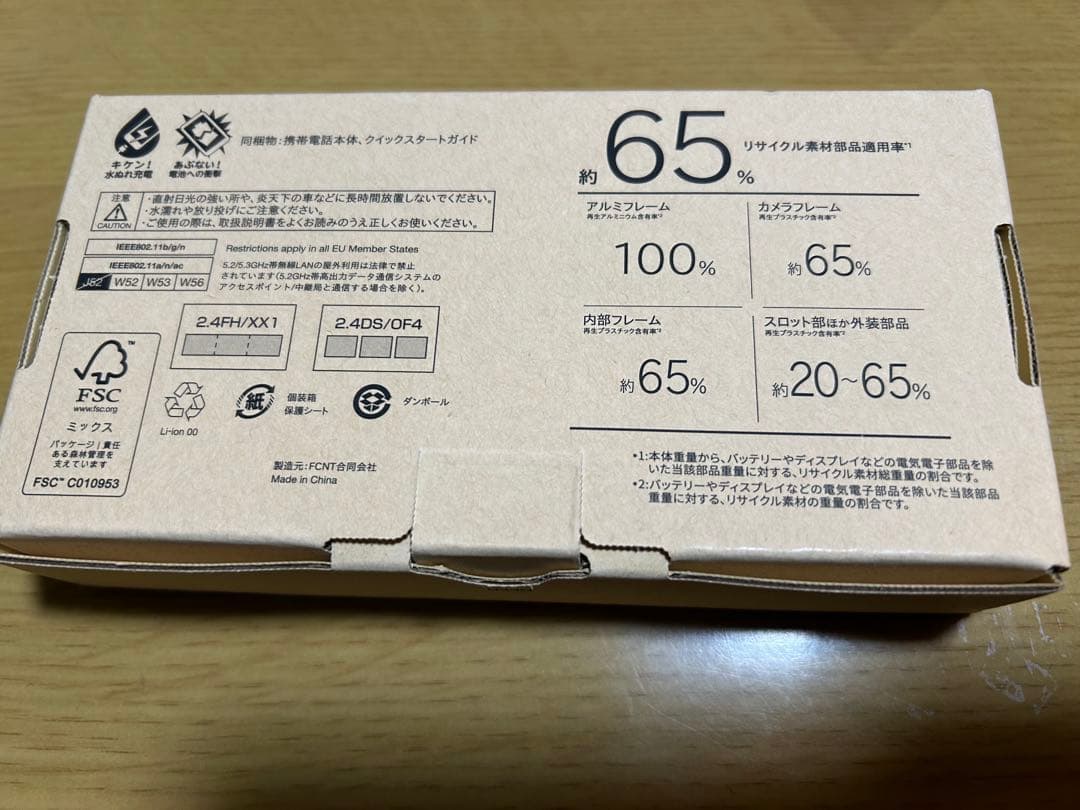 キケン!
水ぬれ充電
あぶない!
電池への衝撃
同梱物:携帯電話本体、クイックスタートガイド
注意
CAUTION
・直射日光の強い所や、炎天下の車などに長時間放置しないでください。
・水濡れや放り投げにご注意ください。
・ご使用の際は、取扱説明書をよくお読みのうえ正しくお使いください。
IEEE802.11b/g/n
Restrictions apply in all EU Member States
IEEE802.11a/n/ac
J52 W52 W53 W56
5.2/5.3GHz帯無線LANの屋外利用は法律で禁止
されています(5.2GHz帯高出力データ通信システムの
アクセスポイント/中継局と通信する場合を除く)。
2.4FH/XX1
2.4DS/OF4
FSC™
www.fsc.org
ミックス
パッケージ|責任
ある森林管理を
支えています
FSC™ C010953
Li-ion 00
紙
個装箱
保護シート
ダンボール
製造元:FCNT合同会社
Made in China
約65% リサイクル素材部品適用率*1
アルミフレーム
再生アルミニウム含有率*2
100%
カメラフレーム
再生プラスチック含有率*2
約65%
内部フレーム
再生プラスチック含有率*2
約65%
スロット部ほか外装部品
再生プラスチック含有率*2
約20~65%
*1:本体重量から、バッテリーやディスプレイなどの電気電子部品を除
いた当該部品重量に対する、リサイクル素材総重量の割合です。
*2:バッテリーやディスプレイなどの電気電子部品を除いた当該部品
重量に対する、リサイクル素材の重量の割合です。